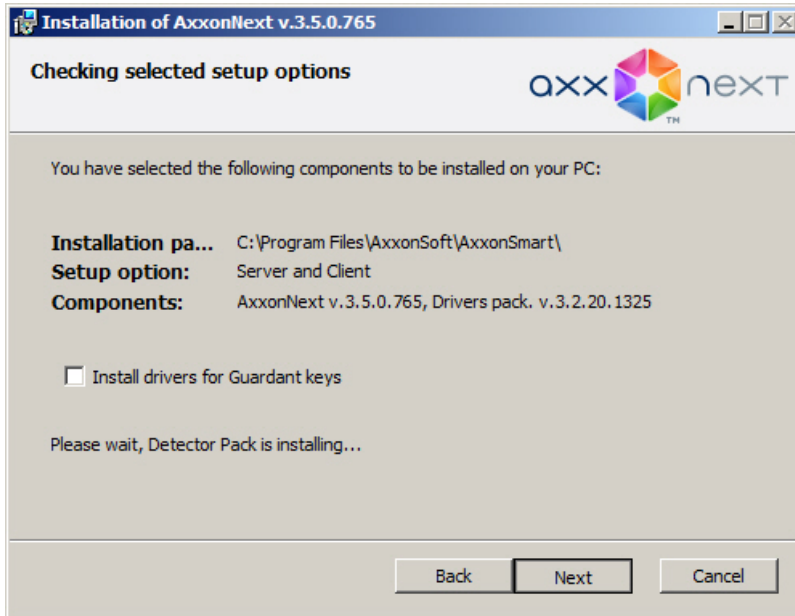 Installation of AxxonNext v.3.5.0.765
Checking selected setup options
axx next
TM
You have selected the following components to be installed on your PC:
Installation pa... C:\Program Files\AxxonSoft\AxxonSmart\
Setup option: Server and Client
Components: AxxonNext v.3.5.0.765, Drivers pack. v.3.2.20.1325
Install drivers for Guardant keys
Please wait, Detector Pack is installing...
Back Next Cancel